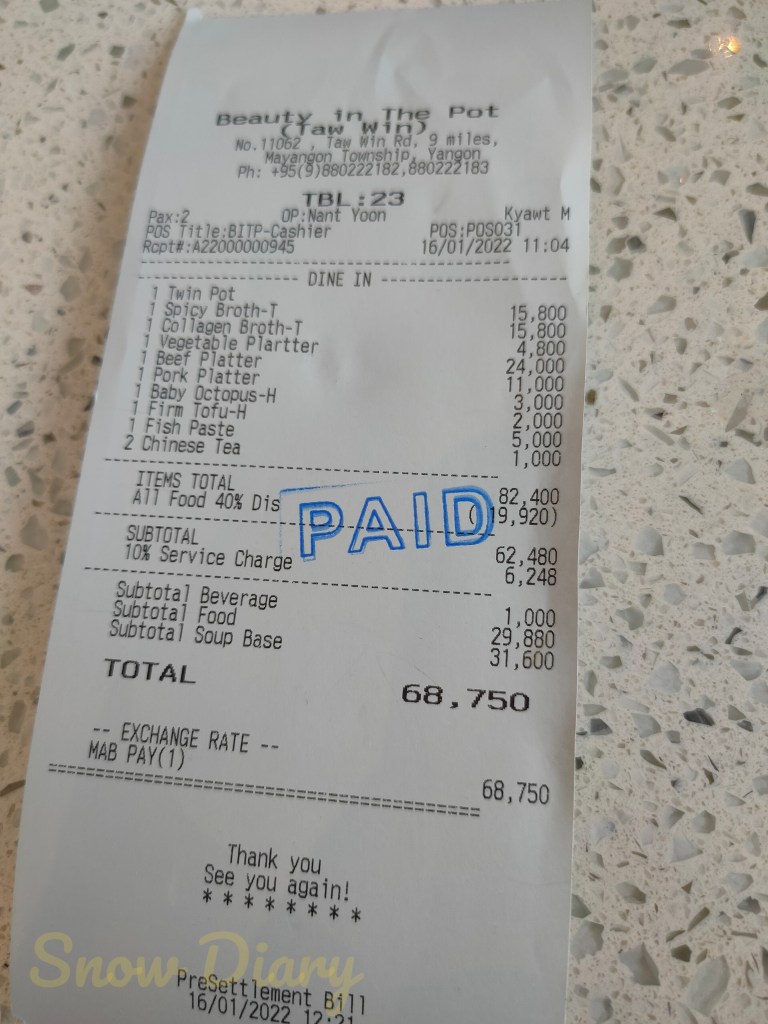 Beauty in The Pot
(Taw Win)
No.11062 , Taw Win Rd, 9 miles,
Mayangon Township, Yangon
Ph: +95(9)880222182,880222183
TBL:23
Pax:2 OP:Nant Yoon Kyawt M
POS Title:BITP-Cashier POS:POS031
Rcpt#:A22000000945 16/01/2022 11:04
DINE IN
1 Twin Pot
1 Spicy Broth-T 15,800
1 Collagen Broth-T 15,800
1 Vegetable Plartter 4,800
1 Beef Platter 24,000
1 Pork Platter 11,000
1 Baby Octopus-H 3,000
1 Firm Tofu-H 2,000
1 Fish Paste 5,000
2 Chinese Tea 1,000
ITEMS TOTAL 82,400
All Food 40% Dis ( 19,920)
PAID
SUBTOTAL 62,480
10% Service Charge 6,248
Subtotal Beverage 1,000
Subtotal Food 29,880
Subtotal Soup Base 31,600
TOTAL 68,750
-- EXCHANGE RATE --
MAB PAY(1) 68,750
Thank you
See you again!
* * * * * * * *
Snow Diary
PreSettlement Bill
16/01/2022 12:21